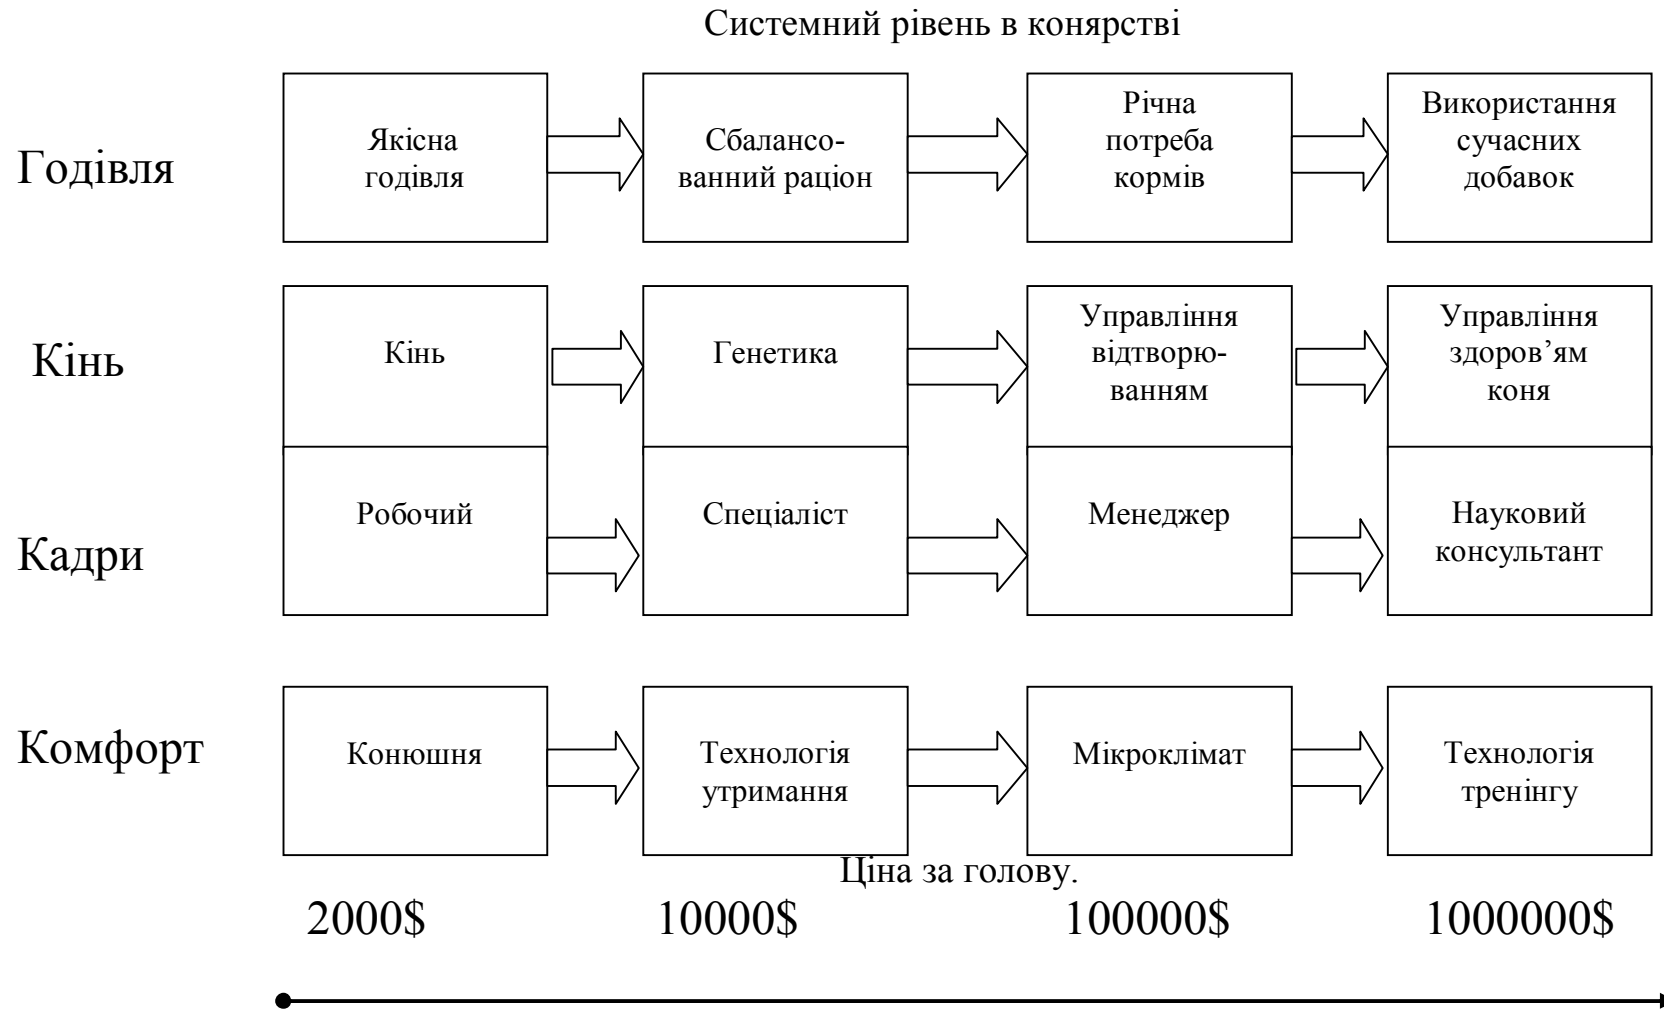 Системний рівень в конярстві
Годівля
Якісна
годівля
Сбалансо-
ванний раціон
Річна
потреба
кормів
Використання
сучасних
добавок
Кінь
Кінь
Генетика
Управління
відтворю-
ванням
Управління
здоров’ям
коня
Кадри
Робочий
Спеціаліст
Менеджер
Науковий
консультант
Комфорт
Конюшня
Технологія
утримання
Мікроклімат
Технологія
тренінгу
Ціна за голову.
2000$
10000$
100000$
1000000$